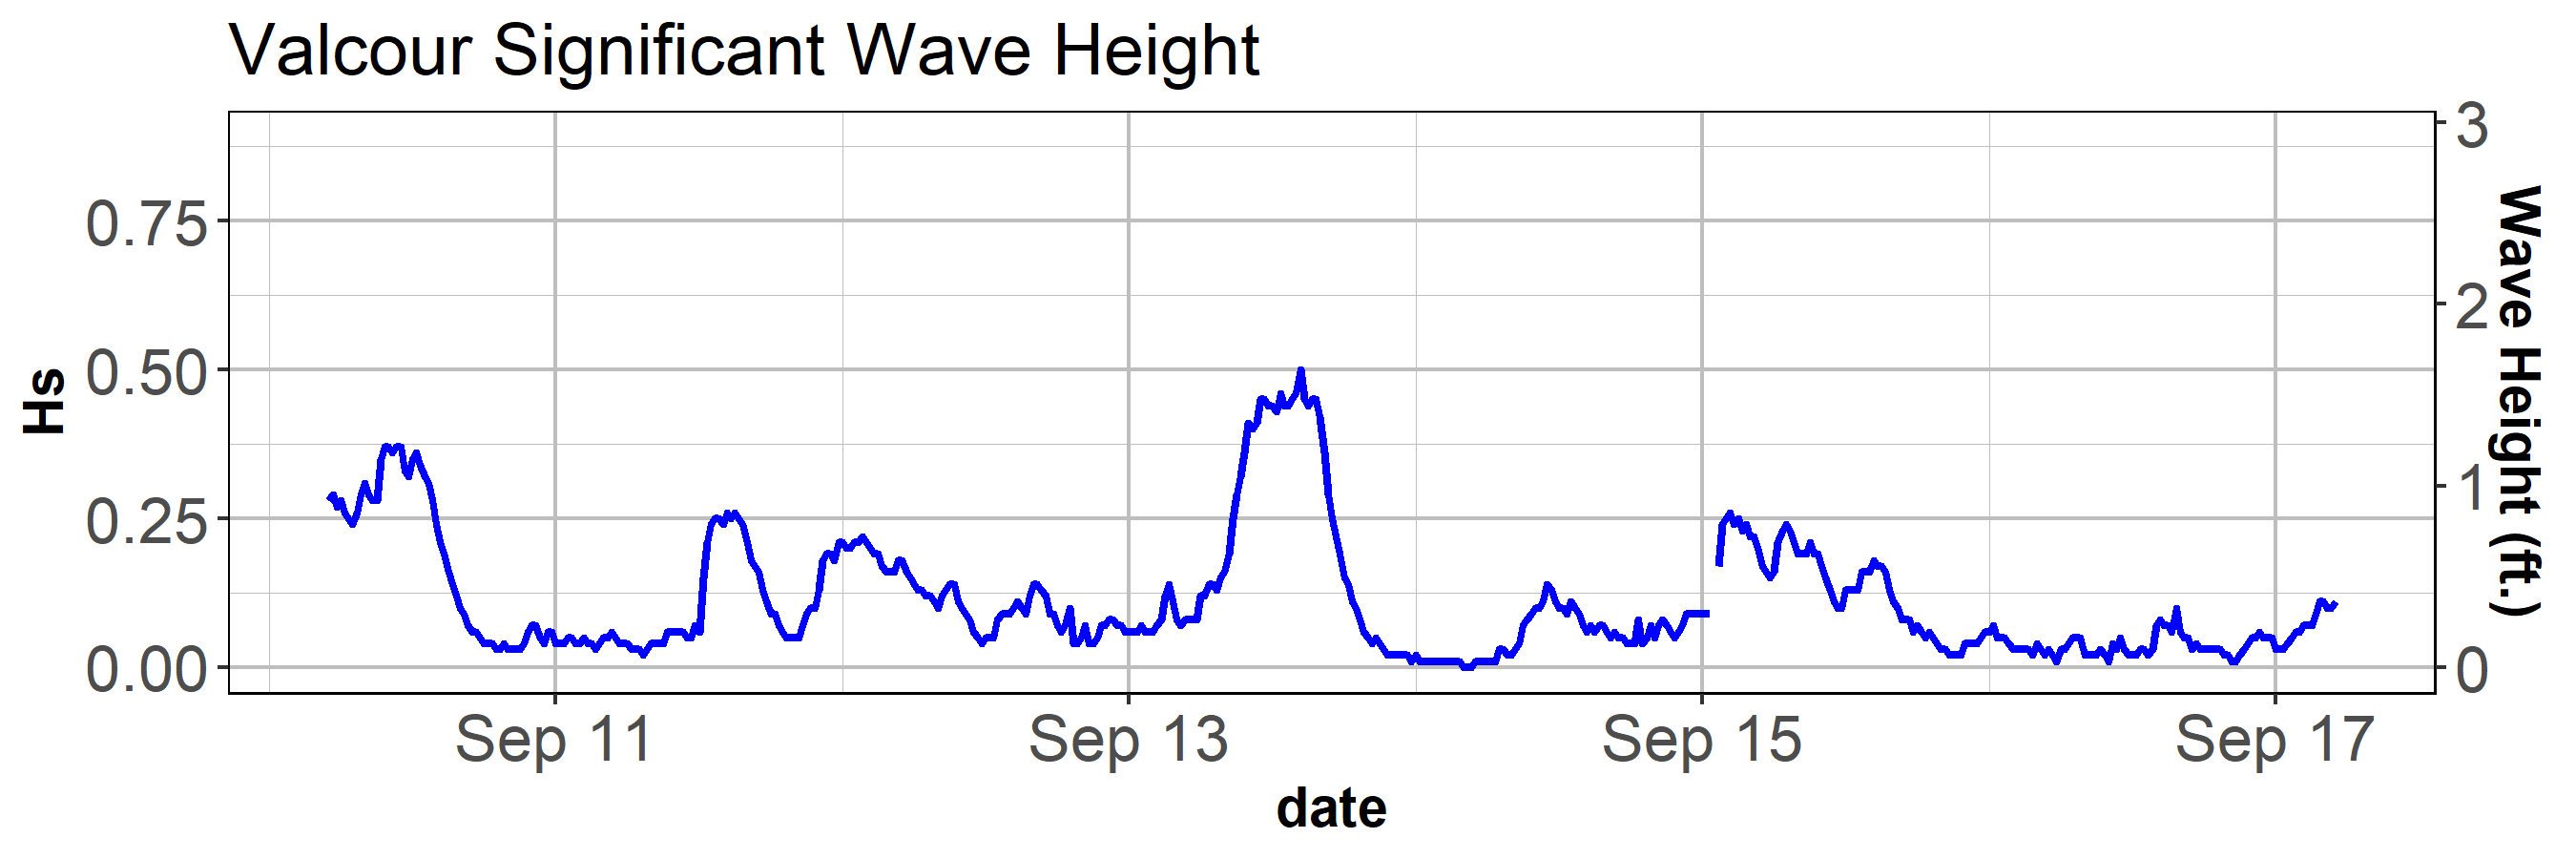 Valcour Significant Wave Height
Hs
0.75
0.50
0.25
0.00
3
2
1
0
Wave Height (ft.)
Sep 11
Sep 13
Sep 15
Sep 17
date